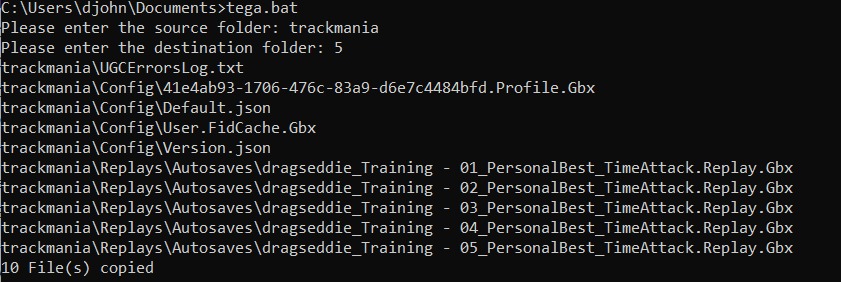 C:\Users\djohn\Documents>tega.bat
Please enter the source folder: trackmania
Please enter the destination folder: 5
trackmania\UGCErrorsLog.txt
trackmania\Config\41e4ab93-1706-476c-83a9-d6e7c4484bfd.Profile.Gbx
trackmania\Config\Default.json
trackmania\Config\User.FidCache.Gbx
trackmania\Config\Version.json
trackmania\Replays\Autosaves\dragseddie_Training - 01_PersonalBest_TimeAttack.Replay.Gbx
trackmania\Replays\Autosaves\dragseddie_Training - 02_PersonalBest_TimeAttack.Replay.Gbx
trackmania\Replays\Autosaves\dragseddie_Training - 03_PersonalBest_TimeAttack.Replay.Gbx
trackmania\Replays\Autosaves\dragseddie_Training - 04_PersonalBest_TimeAttack.Replay.Gbx
trackmania\Replays\Autosaves\dragseddie_Training - 05_PersonalBest_TimeAttack.Replay.Gbx
10 File(s) copied